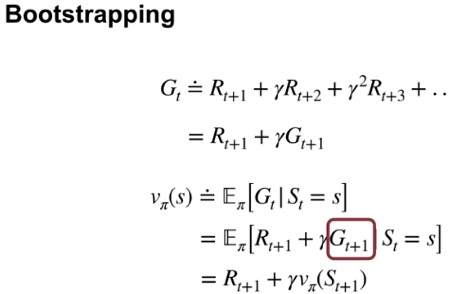 Bootstrapping
Gₜ ≐ Rₜ₊₁ + γRₜ₊₂ + γ²Rₜ₊₃ + ..
= Rₜ₊₁ + γGₜ₊₁
v_π(s) ≐ 𝔼_π[Gₜ | Sₜ = s]
= 𝔼_π[Rₜ₊₁ + γGₜ₊₁ Sₜ = s]
= Rₜ₊₁ + γv_π(Sₜ₊₁)